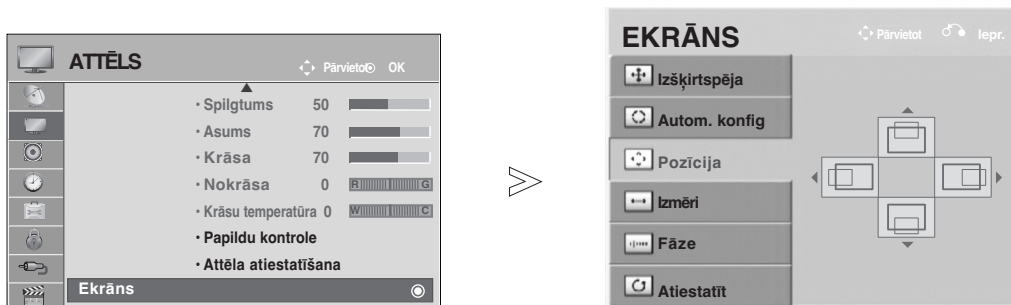 ATTĒLS
Pārvietot OK
• Spilgtums 50
• Asums 70
• Krāsa 70
• Nokrāsa 0 R G
• Krāsu temperatūra 0 W C
• Papildu kontrole
• Attēla atiestatīšana
Ekrāns
EKRĀNS
Pārvietot Iepr.
Izšķirtspēja
Autom. konfig
Pozīcija
Izmēri
Fāze
Atiestatīt